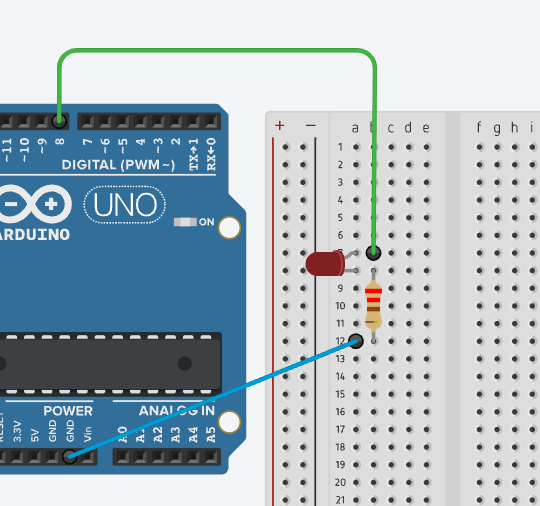 ~11 ~10 ~9 8 7 ~6 ~5 ~4 ~3 2 TX→1 RX←0
DIGITAL (PWM ~)
UNO
ON
ARDUINO
POWER ANALOG IN
RESET 3.3V 5V GND GND Vin A0 A1 A2 A3 A4 A5
+ − a b c d e f g h i
1
2
3
4
5
6
7
8
9
10
11
12
13
14
15
16
17
18
19
20
21